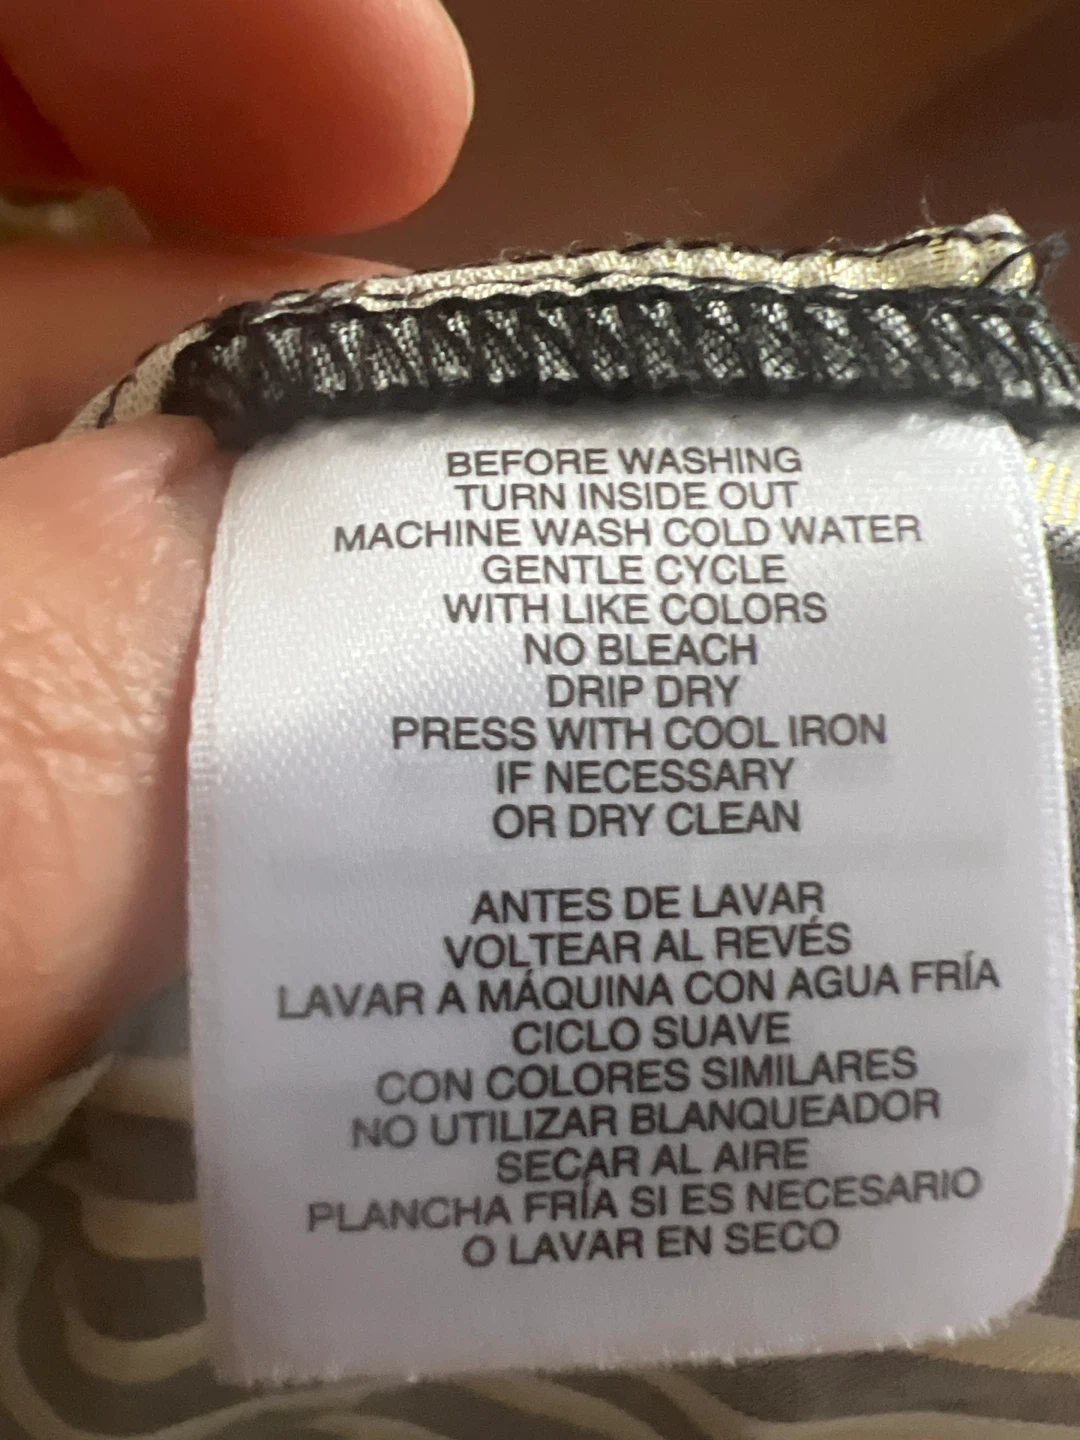 BEFORE WASHING
TURN INSIDE OUT
MACHINE WASH COLD WATER
GENTLE CYCLE
WITH LIKE COLORS
NO BLEACH
DRIP DRY
PRESS WITH COOL IRON
IF NECESSARY
OR DRY CLEAN
ANTES DE LAVAR
VOLTEAR AL REVÉS
LAVAR A MÁQUINA CON AGUA FRÍA
CICLO SUAVE
CON COLORES SIMILARES
NO UTILIZAR BLANQUEADOR
SECAR AL AIRE
PLANCHA FRÍA SI ES NECESARIO
O LAVAR EN SECO